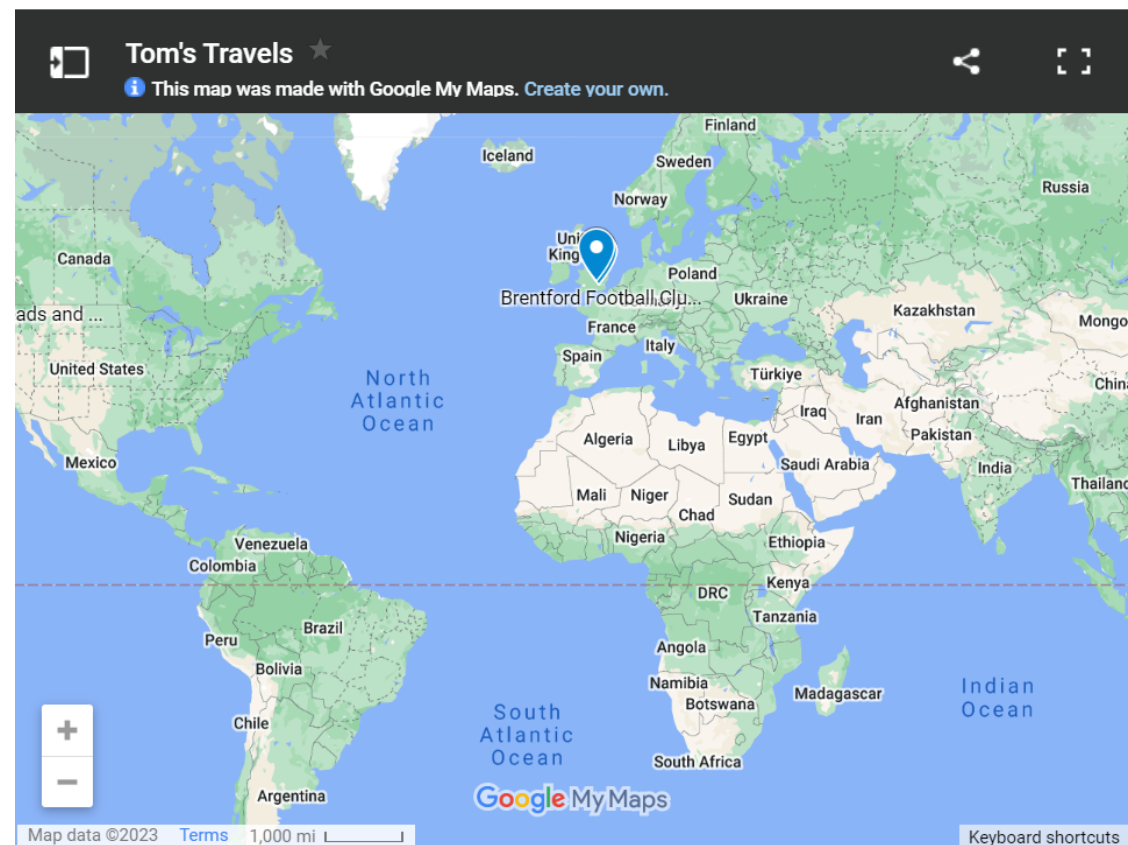 Tom's Travels
This map was made with Google My Maps. Create your own.
Finland
Iceland
Sweden
Russia
Norway
Canada
Poland
Brentford Football Clu...
Ukraine
Kazakhstan
ads and ...
Mongo
France
Italy
Spain
United States
Türkiye
China
North
Atlantic
Ocean
Iraq
Iran
Afghanistan
Pakistan
Algeria
Libya
Egypt
Saudi Arabia
Mexico
India
Thailand
Mali
Niger
Sudan
Chad
Nigeria
Ethiopia
Venezuela
Colombia
DRC
Kenya
Tanzania
Brazil
Peru
Angola
Bolivia
Namibia
Botswana
Madagascar
Indian
Ocean
South
Atlantic
Ocean
Chile
South Africa
Argentina
Google My Maps
Map data ©2023 Terms 1,000 mi
Keyboard shortcuts